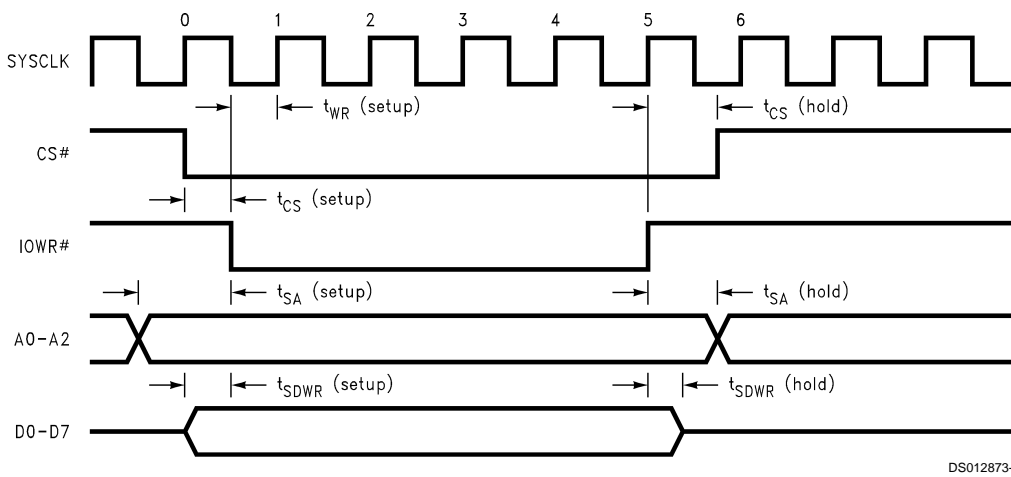 0 1 2 3 4 5 6
SYSCLK
tWR (setup) tCS (hold)
CS#
tCS (setup)
IOWR#
tSA (setup) tSA (hold)
A0-A2
tSDWR (setup) tSDWR (hold)
D0-D7
DS012873-